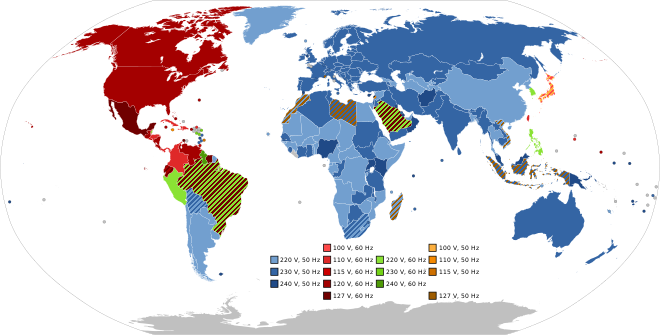 100 V, 60 Hz 100 V, 50 Hz
220 V, 50 Hz 110 V, 60 Hz 220 V, 60 Hz 110 V, 50 Hz
230 V, 50 Hz 115 V, 60 Hz 230 V, 60 Hz 115 V, 50 Hz
240 V, 50 Hz 120 V, 60 Hz 240 V, 60 Hz
127 V, 60 Hz 127 V, 50 Hz